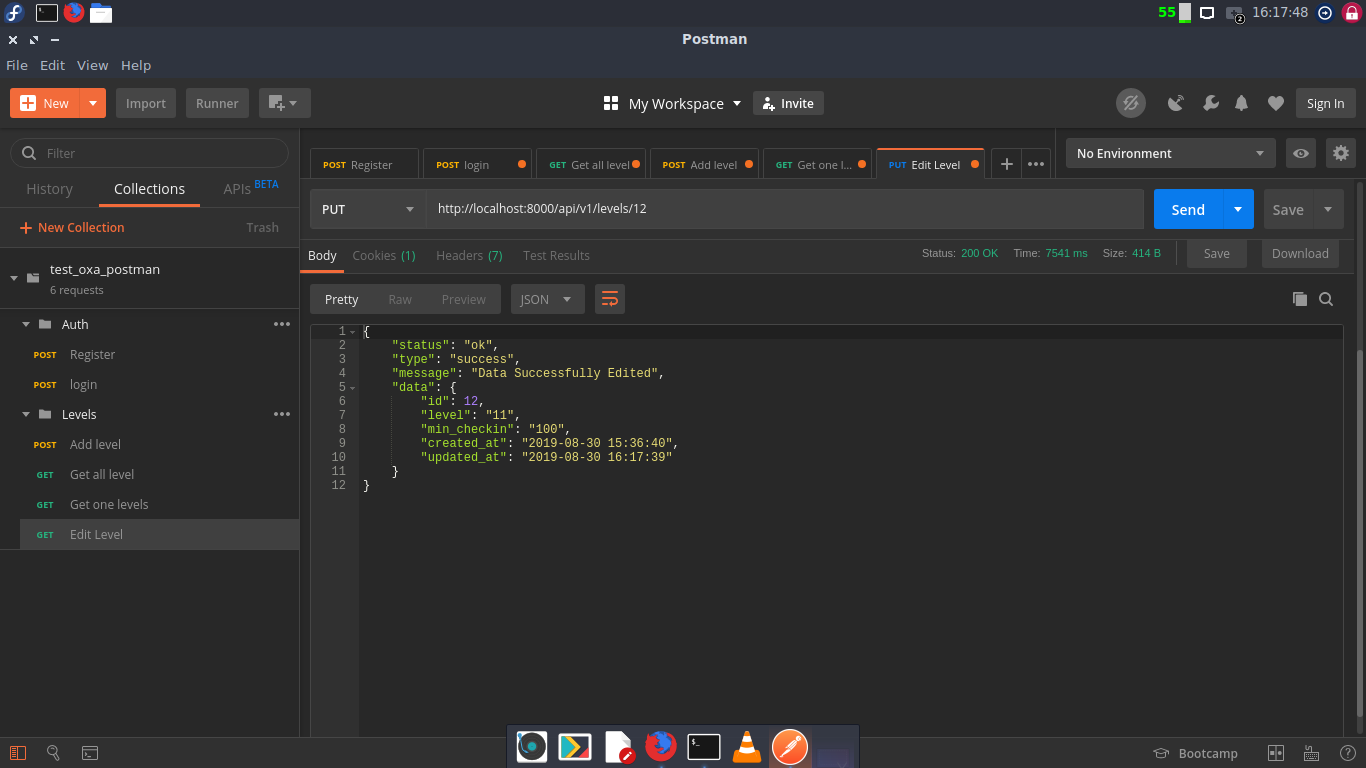 55 2 16:17:48
Postman
File Edit View Help
New Import Runner My Workspace Invite Sign In
Filter
History Collections APIs BETA
New Collection Trash
test_oxa_postman
6 requests
Auth
POST Register
POST login
Levels
POST Add level
GET Get all level
GET Get one levels
GET Edit Level
POST Register POST login GET Get all level POST Add level GET Get one l... PUT Edit Level
No Environment
PUT http://localhost:8000/api/v1/levels/12 Send Save
Body Cookies (1) Headers (7) Test Results Status: 200 OK Time: 7541 ms Size: 414 B Save Download
Pretty Raw Preview JSON
1 {
2 "status": "ok",
3 "type": "success",
4 "message": "Data Successfully Edited",
5 "data": {
6 "id": 12,
7 "level": "11",
8 "min_checkin": "100",
9 "created_at": "2019-08-30 15:36:40",
10 "updated_at": "2019-08-30 16:17:39"
11 }
12 }
Bootcamp